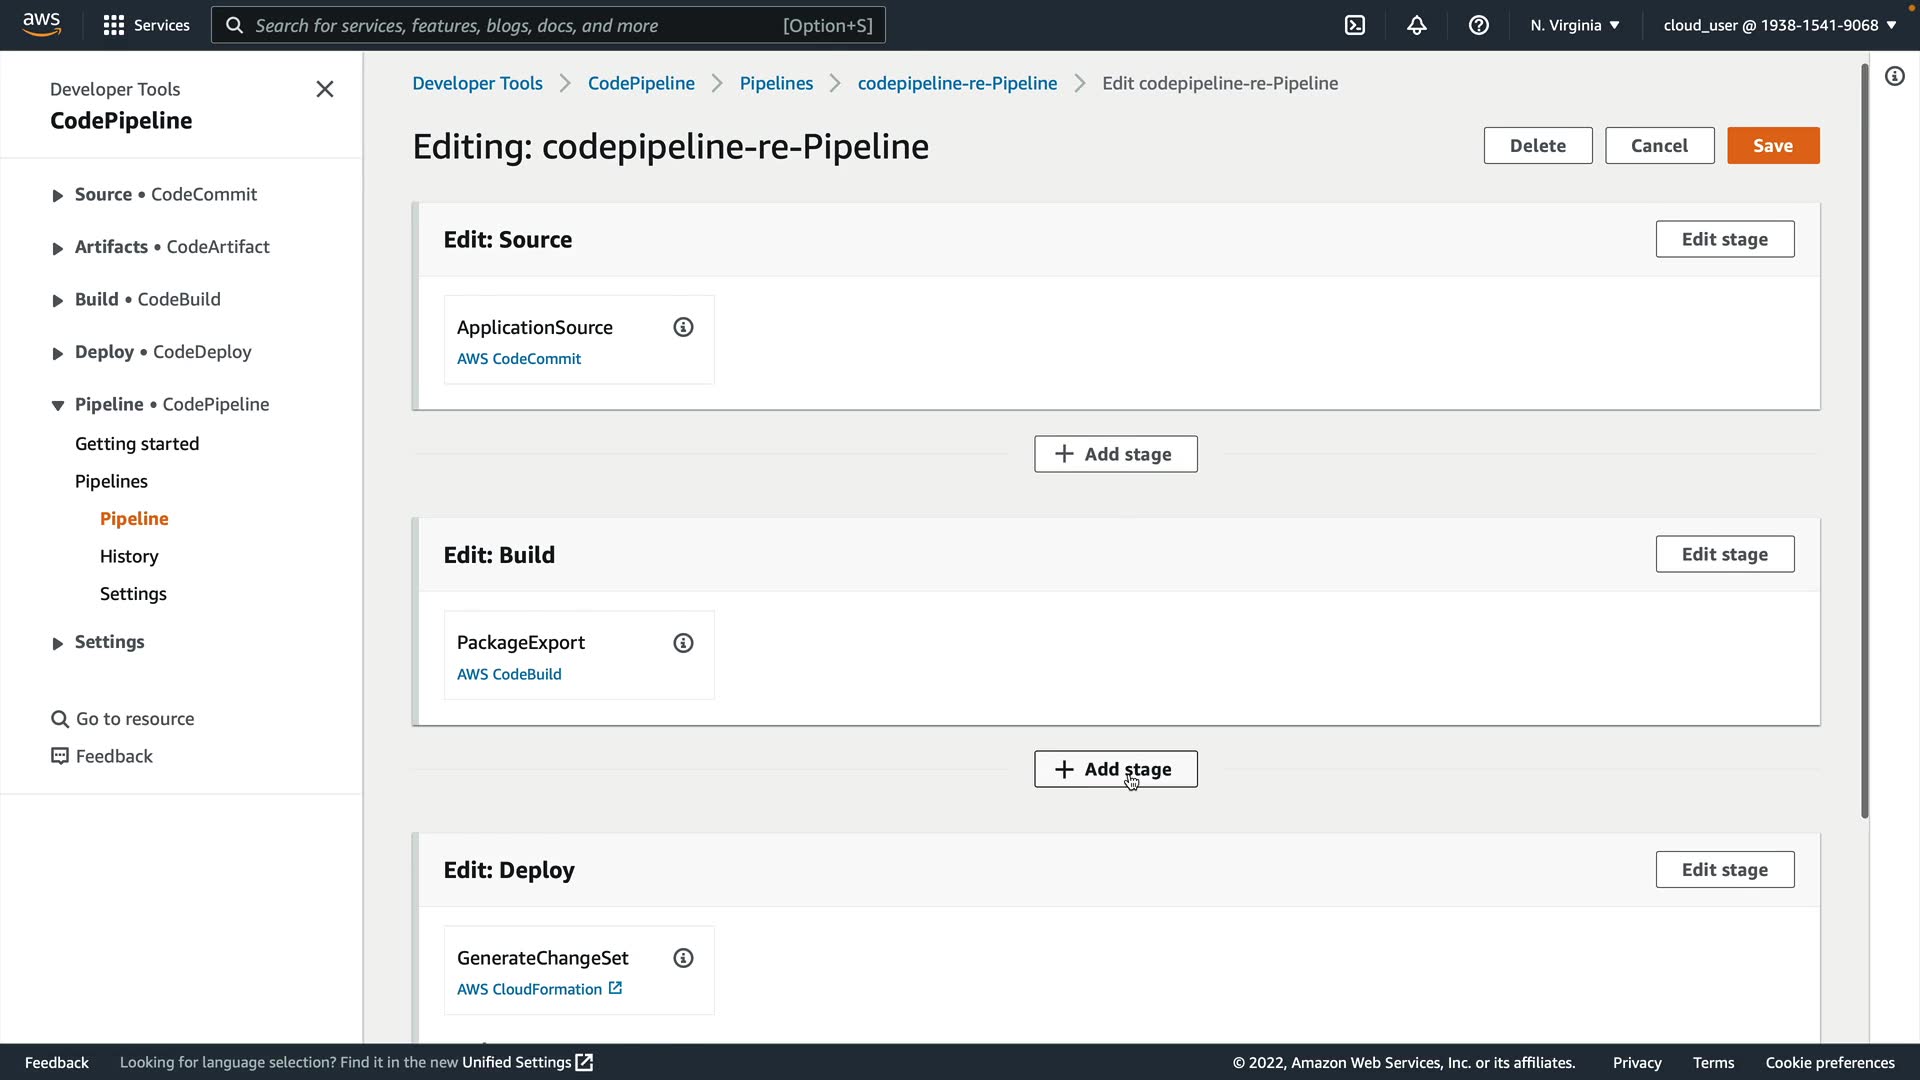 aws
Services
Search for services, features, blogs, docs, and more
[Option+S]
N. Virginia ▼
cloud_user @ 1938-1541-9068 ▼
Developer Tools
CodePipeline
Source • CodeCommit
Artifacts • CodeArtifact
Build • CodeBuild
Deploy • CodeDeploy
Pipeline • CodePipeline
Getting started
Pipelines
Pipeline
History
Settings
Settings
Go to resource
Feedback
Developer Tools > CodePipeline > Pipelines > codepipeline-re-Pipeline > Edit codepipeline-re-Pipeline
Editing: codepipeline-re-Pipeline
Delete
Cancel
Save
Edit: Source
Edit stage
ApplicationSource
AWS CodeCommit
+ Add stage
Edit: Build
Edit stage
PackageExport
AWS CodeBuild
+ Add stage
Edit: Deploy
Edit stage
GenerateChangeSet
AWS CloudFormation
Feedback
Looking for language selection? Find it in the new Unified Settings
© 2022, Amazon Web Services, Inc. or its affiliates.
Privacy
Terms
Cookie preferences